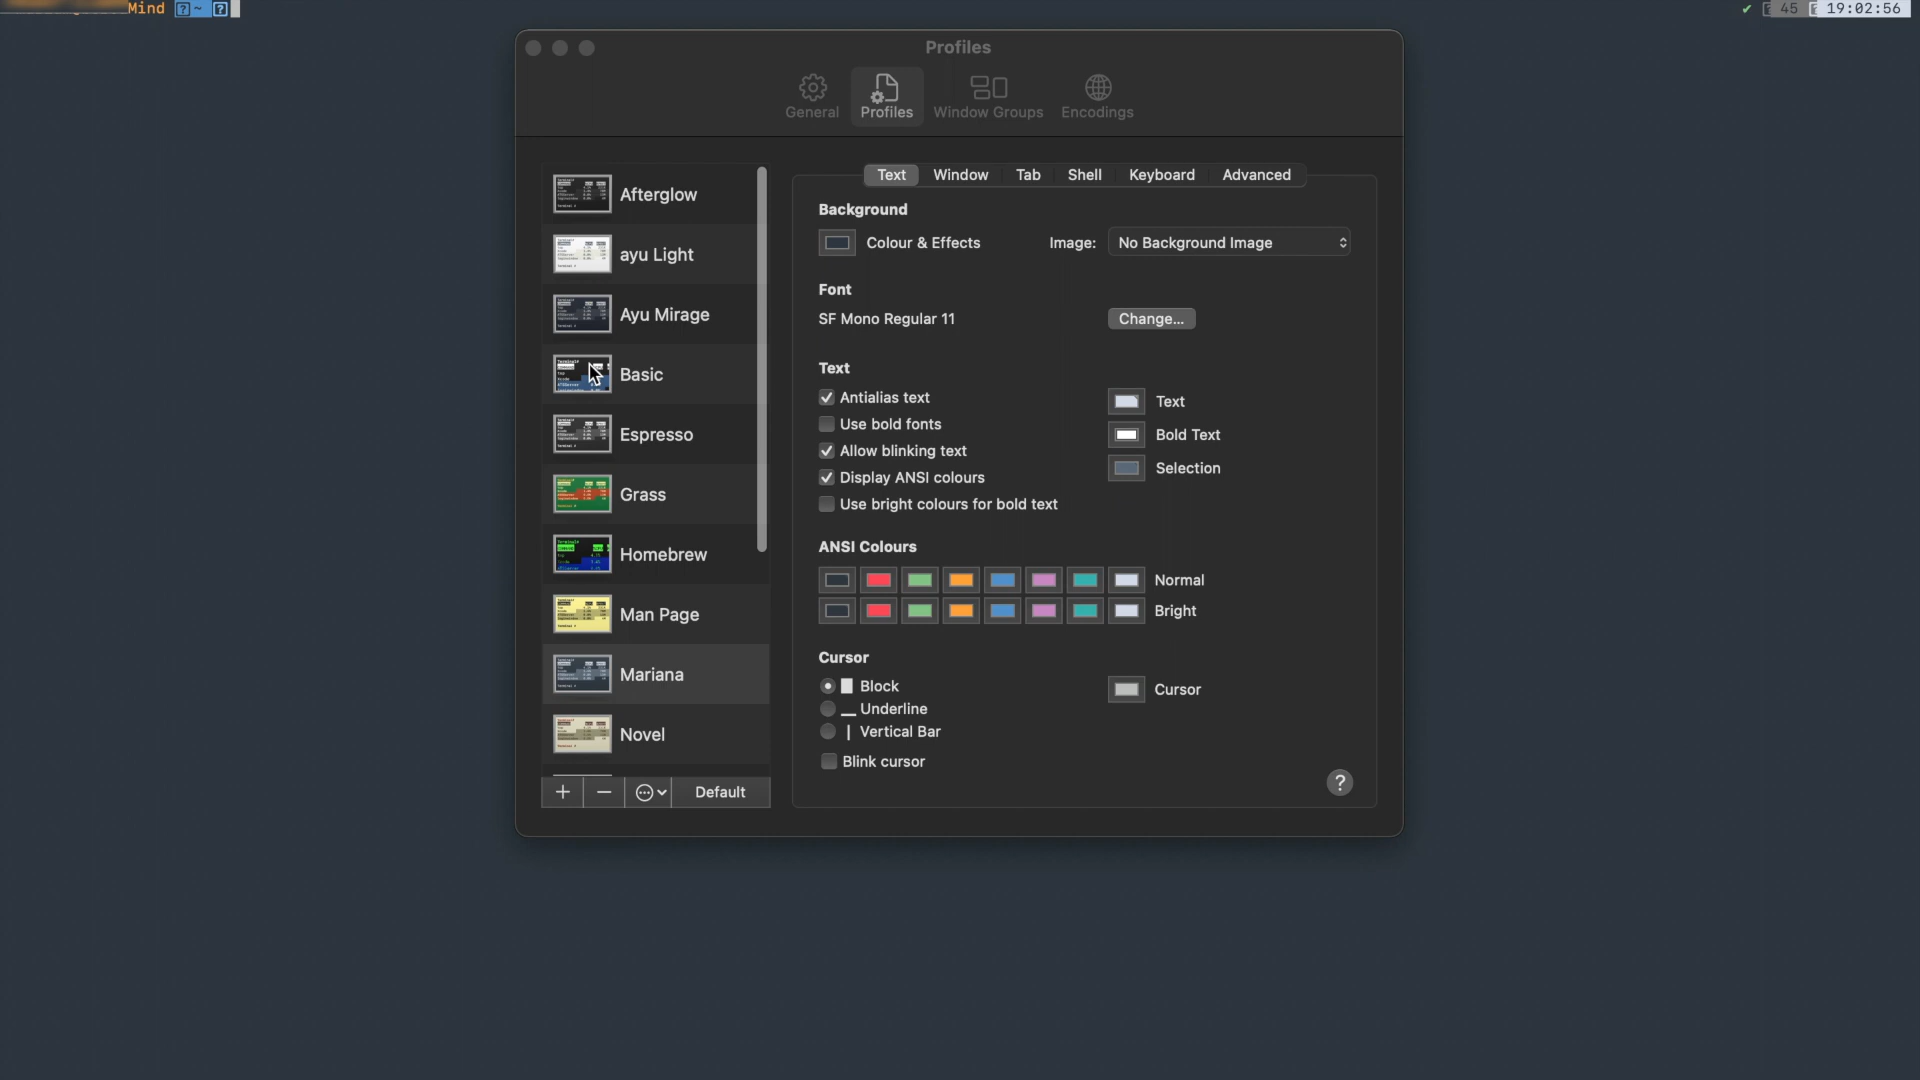 Mind ~
✔ 45 19:02:56
Profiles
General Profiles Window Groups Encodings
Afterglow
ayu Light
Ayu Mirage
Basic
Espresso
Grass
Homebrew
Man Page
Mariana
Novel
Default
Text Window Tab Shell Keyboard Advanced
Background
Colour & Effects Image: No Background Image
Font
SF Mono Regular 11 Change...
Text
Antialias text
Use bold fonts
Allow blinking text
Display ANSI colours
Use bright colours for bold text
Text
Bold Text
Selection
ANSI Colours
Normal
Bright
Cursor
Block
Underline
Vertical Bar
Blink cursor
Cursor
?